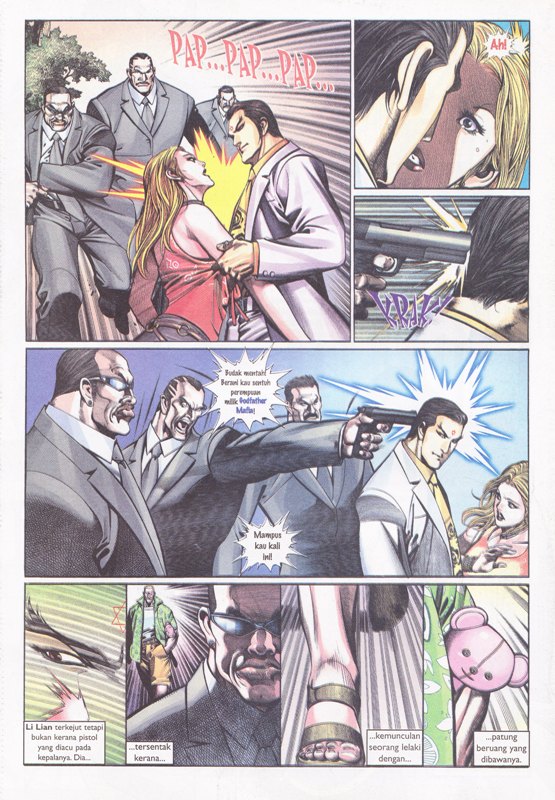 PAP...PAP...PAP...
Ah!
KRIK!
Budak mentah!
Berani kau sentuh
perempuan
milik Godfather
Mafia!
Mampus
kau kali
ini!
Li Lian terkejut tetapi
bukan kerana pistol
yang diacu pada
kepalanya. Dia...
...tersentak
kerana...
...kemunculan
seorang lelaki
dengan...
...patung
beruang yang
dibawanya.